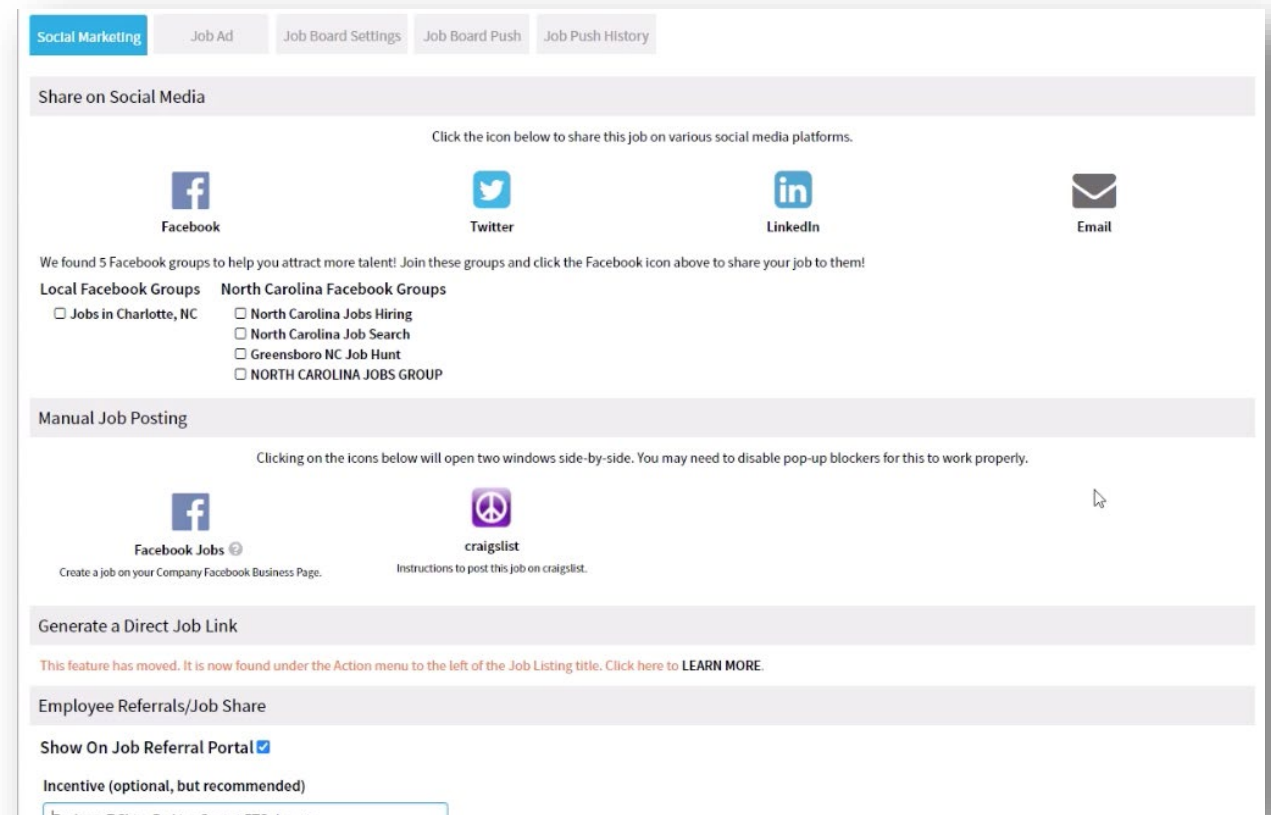 Social Marketing Job Ad Job Board Settings Job Board Push Job Push History
Share on Social Media
Click the icon below to share this job on various social media platforms.
Facebook Twitter LinkedIn Email
We found 5 Facebook groups to help you attract more talent! Join these groups and click the Facebook icon above to share your job to them!
Local Facebook Groups North Carolina Facebook Groups
Jobs in Charlotte, NC North Carolina Jobs Hiring
North Carolina Job Search
Greensboro NC Job Hunt
NORTH CAROLINA JOBS GROUP
Manual Job Posting
Clicking on the icons below will open two windows side-by-side. You may need to disable pop-up blockers for this to work properly.
Facebook Jobs craigslist
Create a job on your Company Facebook Business Page. Instructions to post this job on craigslist.
Generate a Direct Job Link
This feature has moved. It is now found under the Action menu to the left of the Job Listing title. Click here to LEARN MORE.
Employee Referrals/Job Share
Show On Job Referral Portal
Incentive (optional, but recommended)